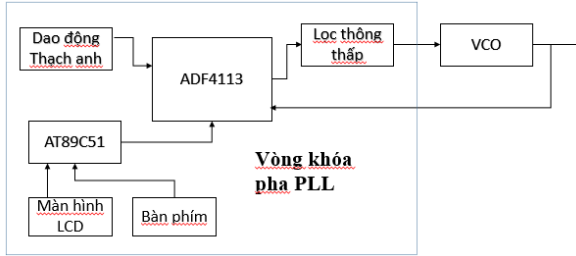 Dao động
Thạch anh
ADF4113
Lọc thông
thấp
VCO
AT89C51
Vòng khóa
pha PLL
Màn hình
LCD
Bàn phím